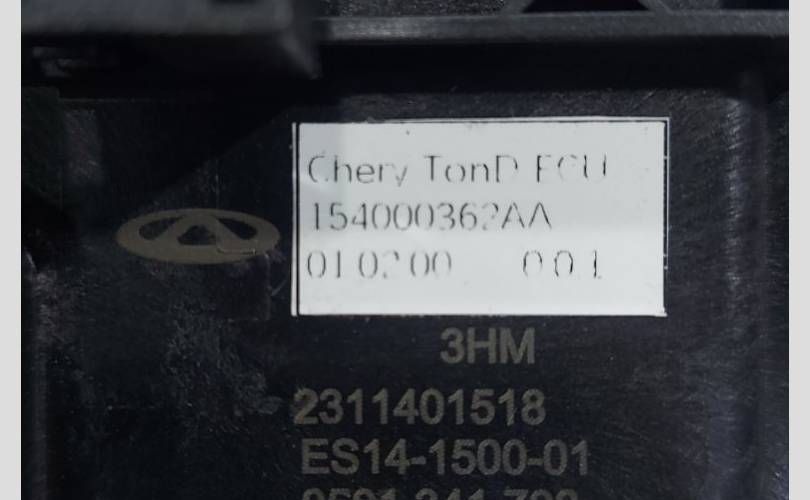 Chery TonD ECU
154000362AA
010200 001
3HM
2311401518
ES14-1500-01